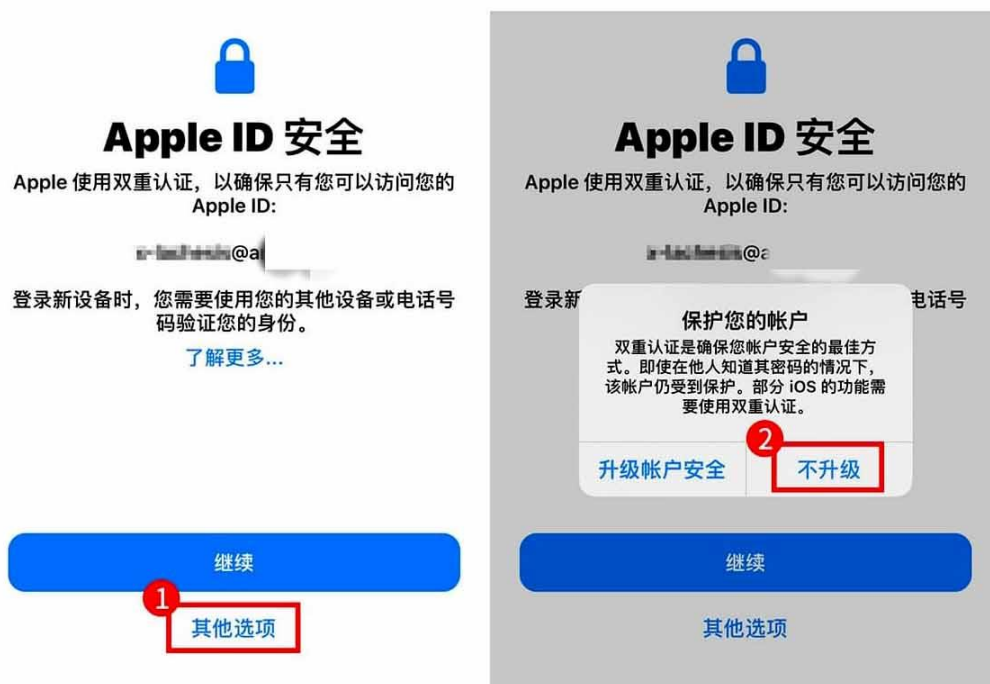 Apple ID 安全
Apple 使用双重认证，以确保只有您可以访问您的
Apple ID:
@a
登录新设备时，您需要使用您的其他设备或电话号
码验证您的身份。
了解更多...
继续
1
其他选项
Apple ID 安全
Apple 使用双重认证，以确保只有您可以访问您的
Apple ID:
@a
登录新
电话号
保护您的帐户
双重认证是确保您帐户安全的最佳方
式。即使在他人知道其密码的情况下，
该帐户仍受到保护。部分 iOS 的功能需
要使用双重认证。
2
升级帐户安全
不升级
继续
其他选项